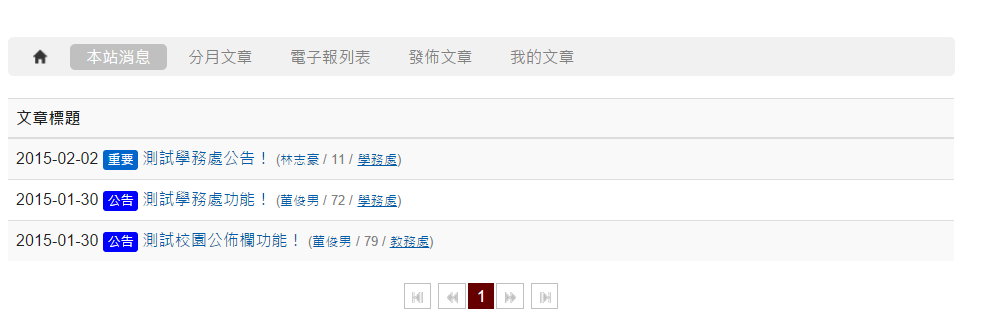 本站消息 分月文章 電子報列表 發佈文章 我的文章
文章標題
2015-02-02 重要 測試學務處公告！ (林志豪 / 11 / 學務處)
2015-01-30 公告 測試學務處功能！ (董俊男 / 72 / 學務處)
2015-01-30 公告 測試校園公佈欄功能！ (董俊男 / 79 / 教務處)
1